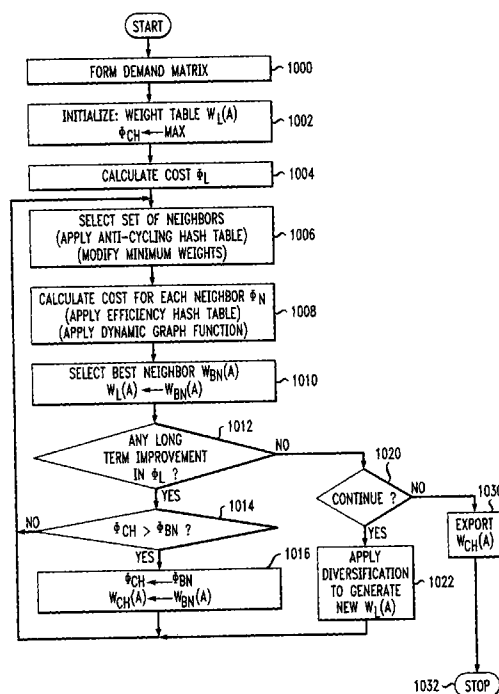 START
FORM DEMAND MATRIX
1000
INITIALIZE: WEIGHT TABLE W_L(A)
Φ_CH ← MAX
1002
CALCULATE COST Φ_L
1004
SELECT SET OF NEIGHBORS
(APPLY ANTI-CYCLING HASH TABLE)
(MODIFY MINIMUM WEIGHTS)
1006
CALCULATE COST FOR EACH NEIGHBOR Φ_N
(APPLY EFFICIENCY HASH TABLE)
(APPLY DYNAMIC GRAPH FUNCTION)
1008
SELECT BEST NEIGHBOR W_BN(A)
W_L(A) ← W_BN(A)
1010
1012
ANY LONG
TERM IMPROVEMENT
IN Φ_L ?
NO
YES
1020
CONTINUE ?
NO
YES
1030
EXPORT
W_CH(A)
1014
NO
Φ_CH > Φ_BN ?
YES
1016
Φ_CH ← Φ_BN
W_CH(A) ← W_BN(A)
APPLY
DIVERSIFICATION
TO GENERATE
NEW W_L(A)
1022
1032
STOP